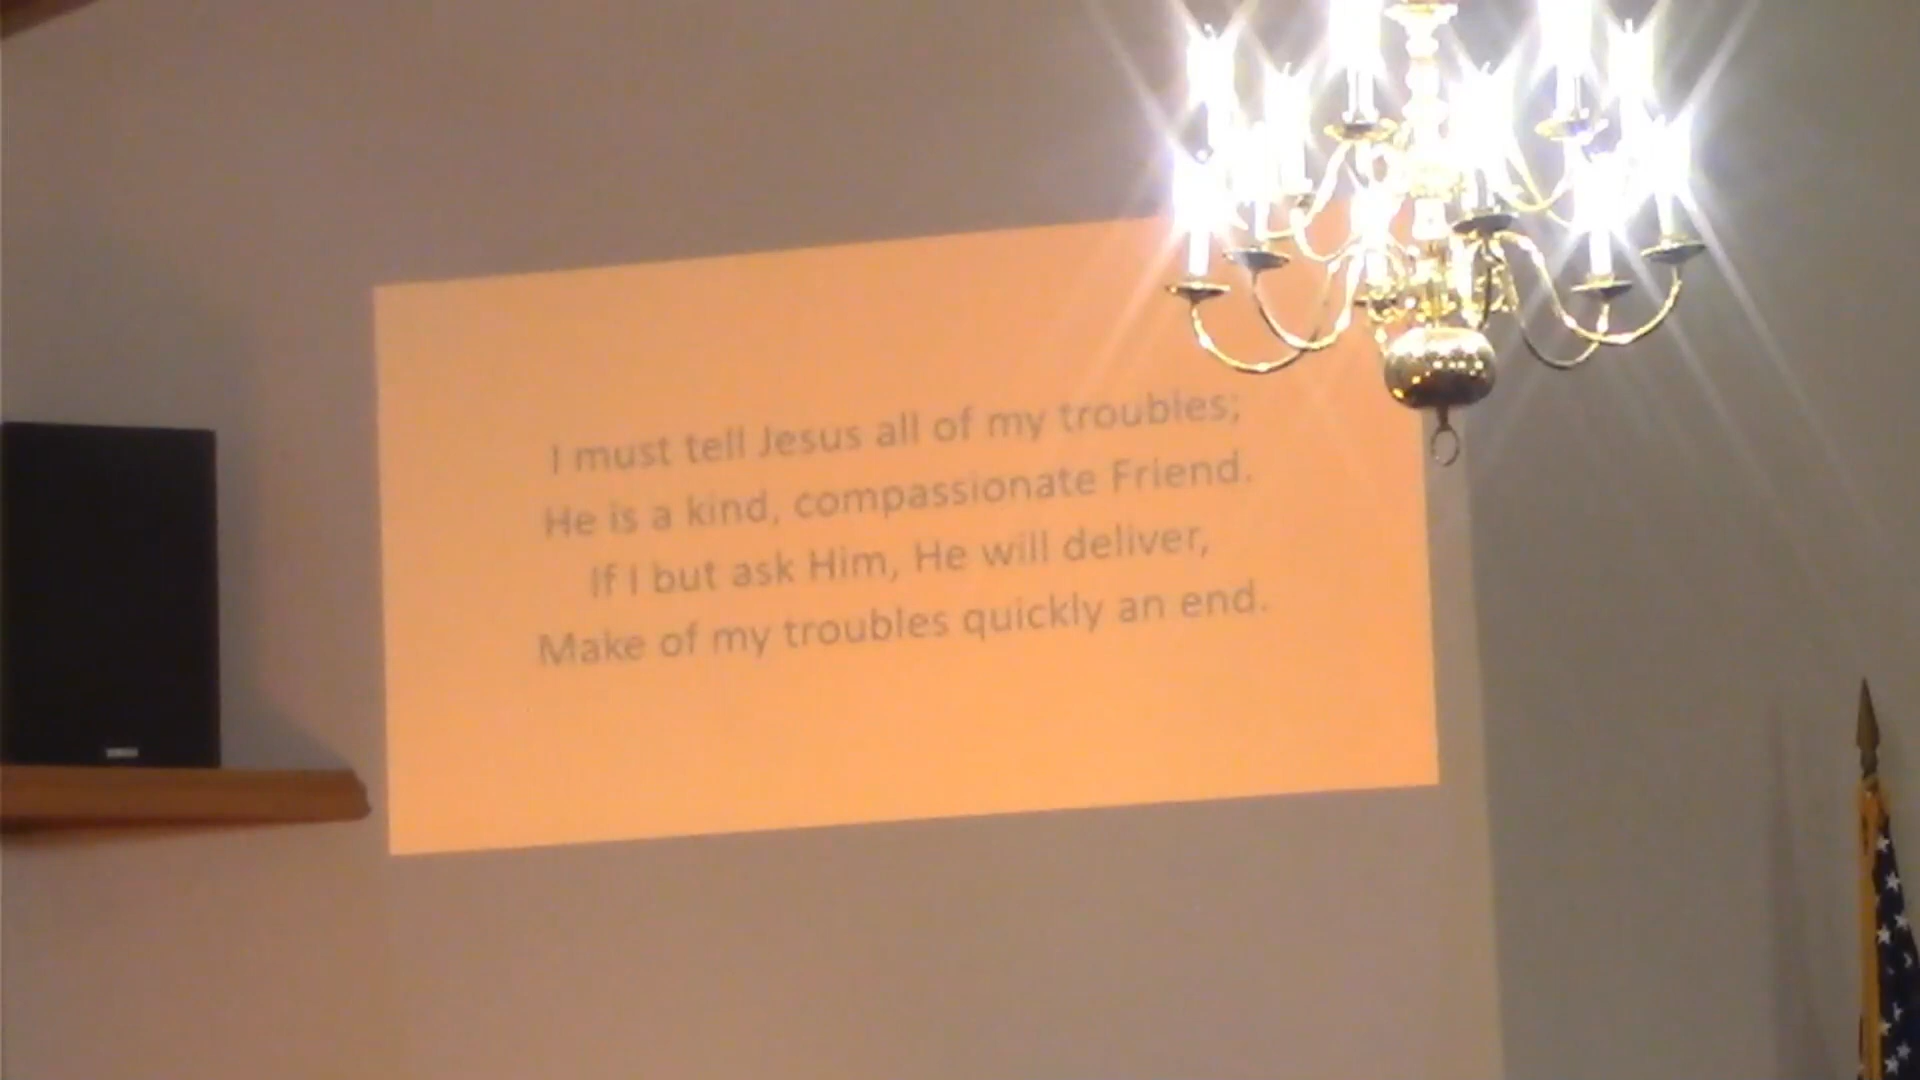 I must tell Jesus all of my troubles;
He is a kind, compassionate Friend.
If I but ask Him, He will deliver,
Make of my troubles quickly an end.